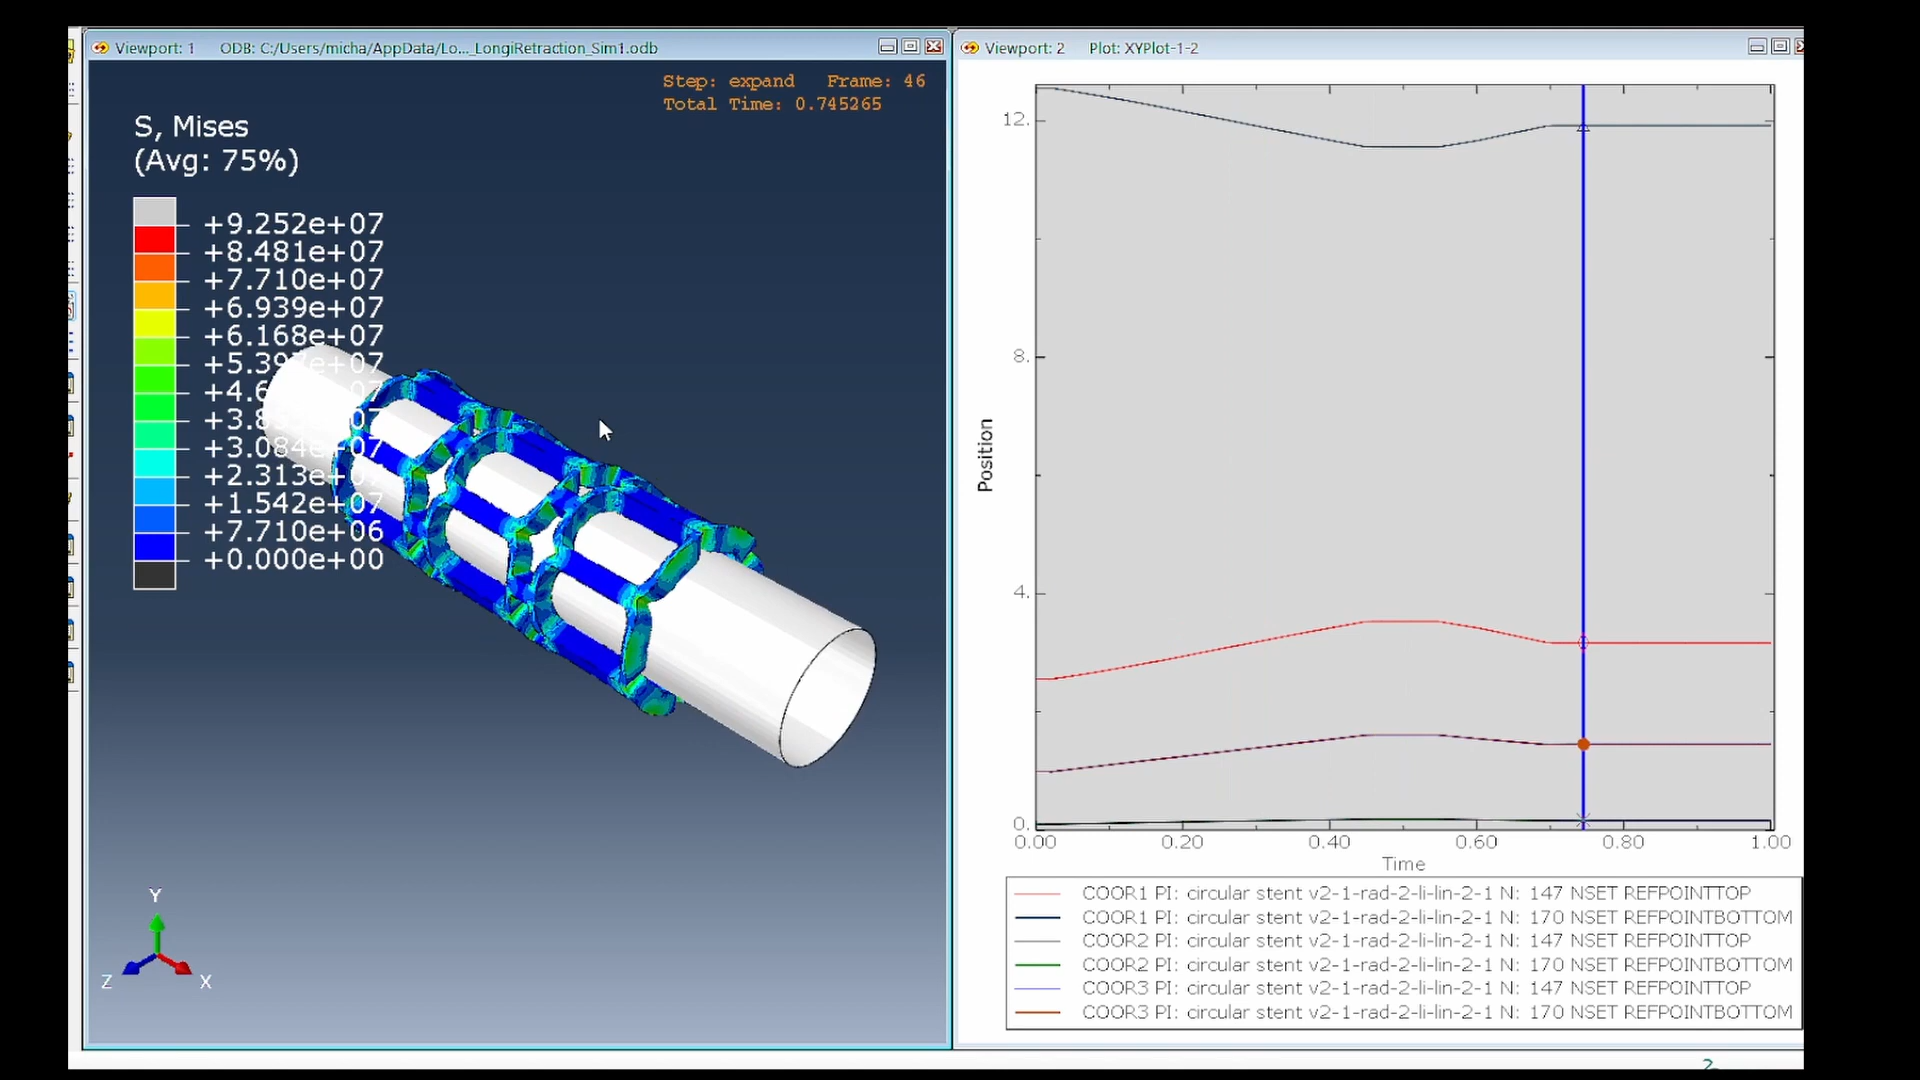 Viewport: 1 ODB: C:/Users/micha/AppData/Lo..._LongiRetraction_Sim1.odb
Step: expand Frame: 46
Total Time: 0.745265
S, Mises
(Avg: 75%)
+9.252e+07
+8.481e+07
+7.710e+07
+6.939e+07
+6.168e+07
+3.084e+07
+1.542e+07
+7.710e+06
+0.000e+00
Y
Z
X
Viewport: 2 Plot: XYPlot-1-2
12.
8.
4.
0.
Position
0.00 0.20 0.40 0.60 0.80 1.00
Time
COOR1 PI: circular stent v2-1-rad-2-li-lin-2-1 N: 147 NSET REFPOINTTOP
COOR1 PI: circular stent v2-1-rad-2-li-lin-2-1 N: 170 NSET REFPOINTBOTTOM
COOR2 PI: circular stent v2-1-rad-2-li-lin-2-1 N: 147 NSET REFPOINTTOP
COOR2 PI: circular stent v2-1-rad-2-li-lin-2-1 N: 170 NSET REFPOINTBOTTOM
COOR3 PI: circular stent v2-1-rad-2-li-lin-2-1 N: 147 NSET REFPOINTTOP
COOR3 PI: circular stent v2-1-rad-2-li-lin-2-1 N: 170 NSET REFPOINTBOTTOM